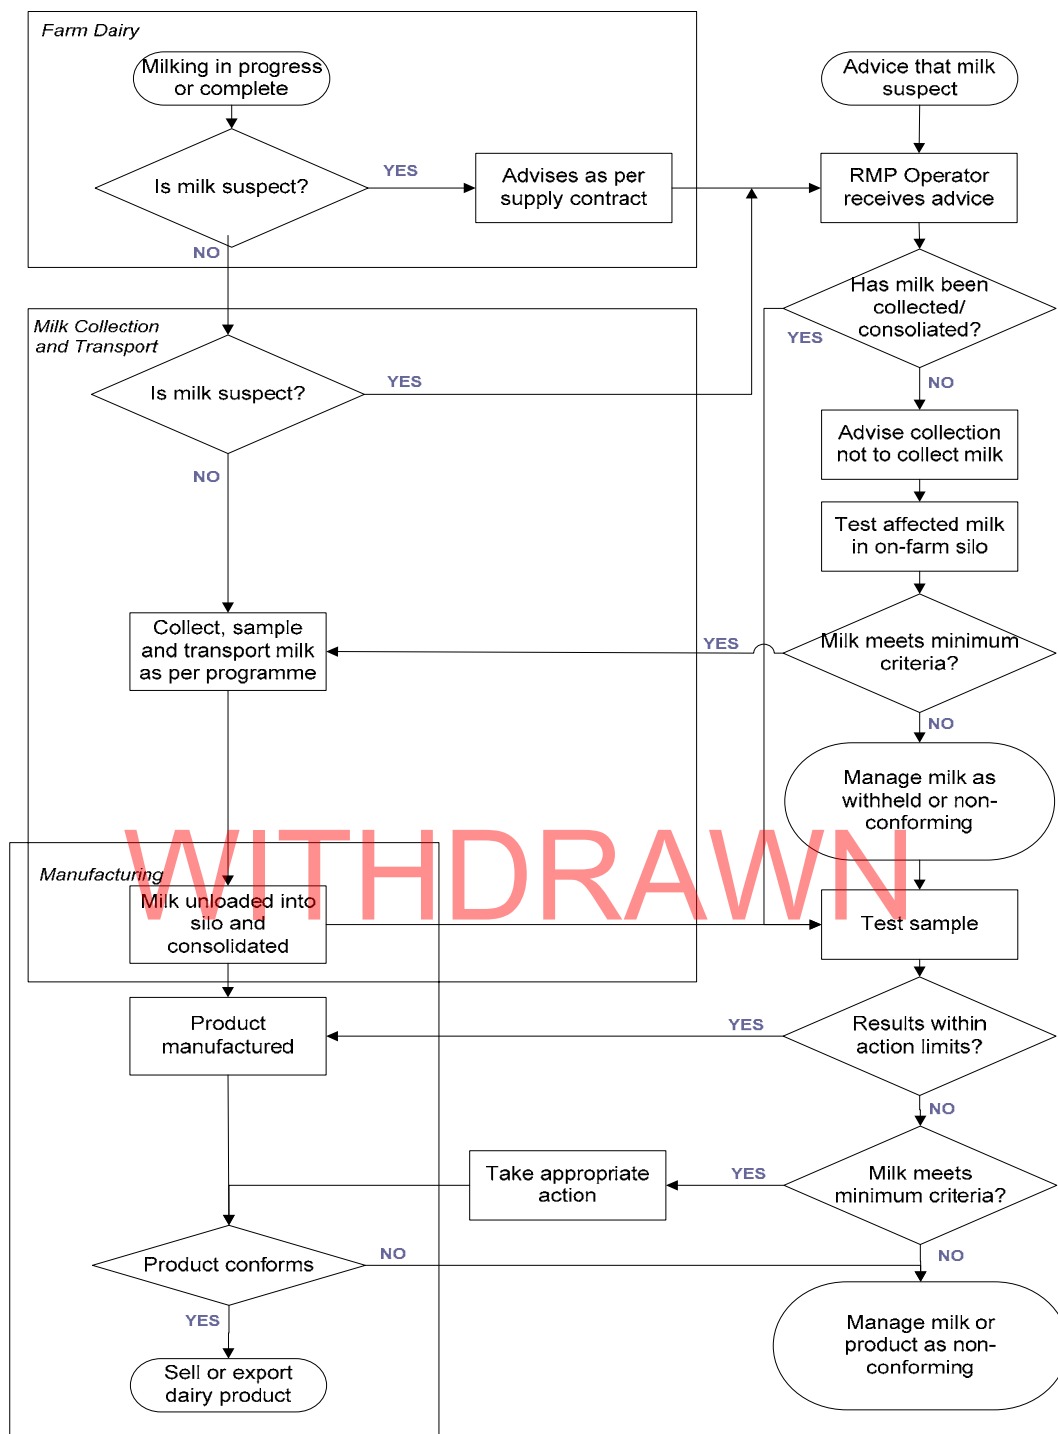 Farm Dairy
Milking in progress
or complete
Advice that milk
suspect
Is milk suspect?
YES
Advises as per
supply contract
RMP Operator
receives advice
NO
Has milk been
collected/
consoliated?
YES
Milk Collection
and Transport
Is milk suspect?
YES
NO
Advise collection
not to collect milk
NO
Test affected milk
in on-farm silo
Collect, sample
and transport milk
as per programme
YES
Milk meets minimum
criteria?
NO
Manage milk as
withheld or non-
conforming
WITHDRAWN
Manufacturing
Milk unloaded into
silo and
consolidated
Test sample
Product
manufactured
YES
Results within
action limits?
NO
Take appropriate
action
YES
Milk meets
minimum criteria?
NO
Product conforms
NO
YES
Manage milk or
product as non-
conforming
Sell or export
dairy product